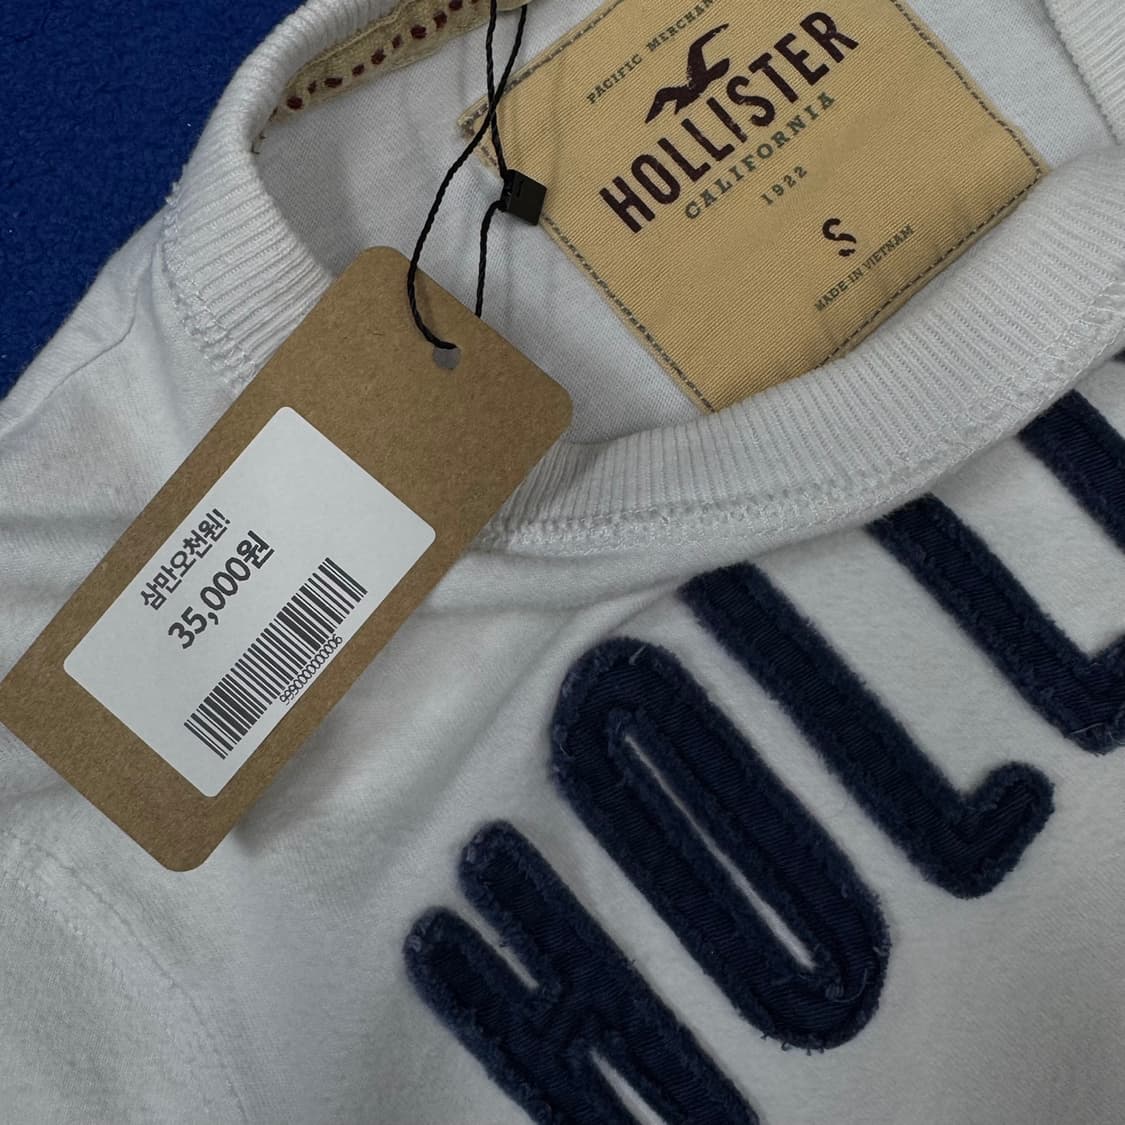 PACIFIC MERCHAN
HOLLISTER
CALIFORNIA
1922
S
MADE IN VIETNAM
삼만오천원!
35,000원
HOLL